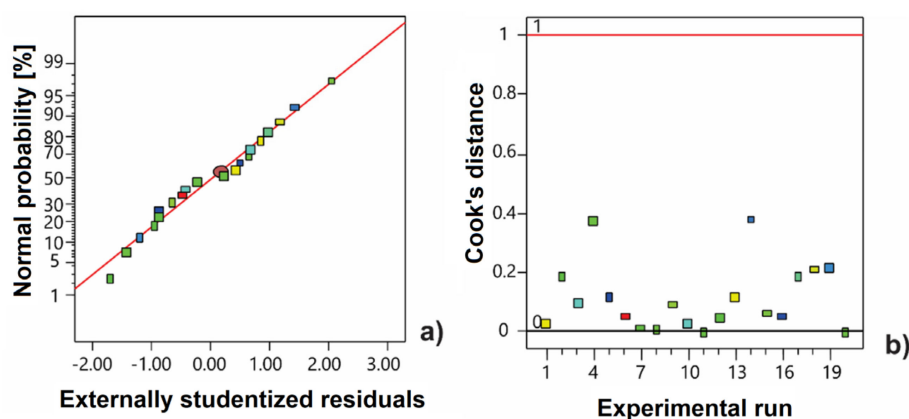 Normal probability [%]
99
95
90
80
70
50
30
20
10
5
1
-2.00 -1.00 0.00 1.00 2.00 3.00
Externally studentized residuals
a)
Cook's distance
1
1
0.8
0.6
0.4
0.2
0
0
1 4 7 10 13 16 19
Experimental run
b)